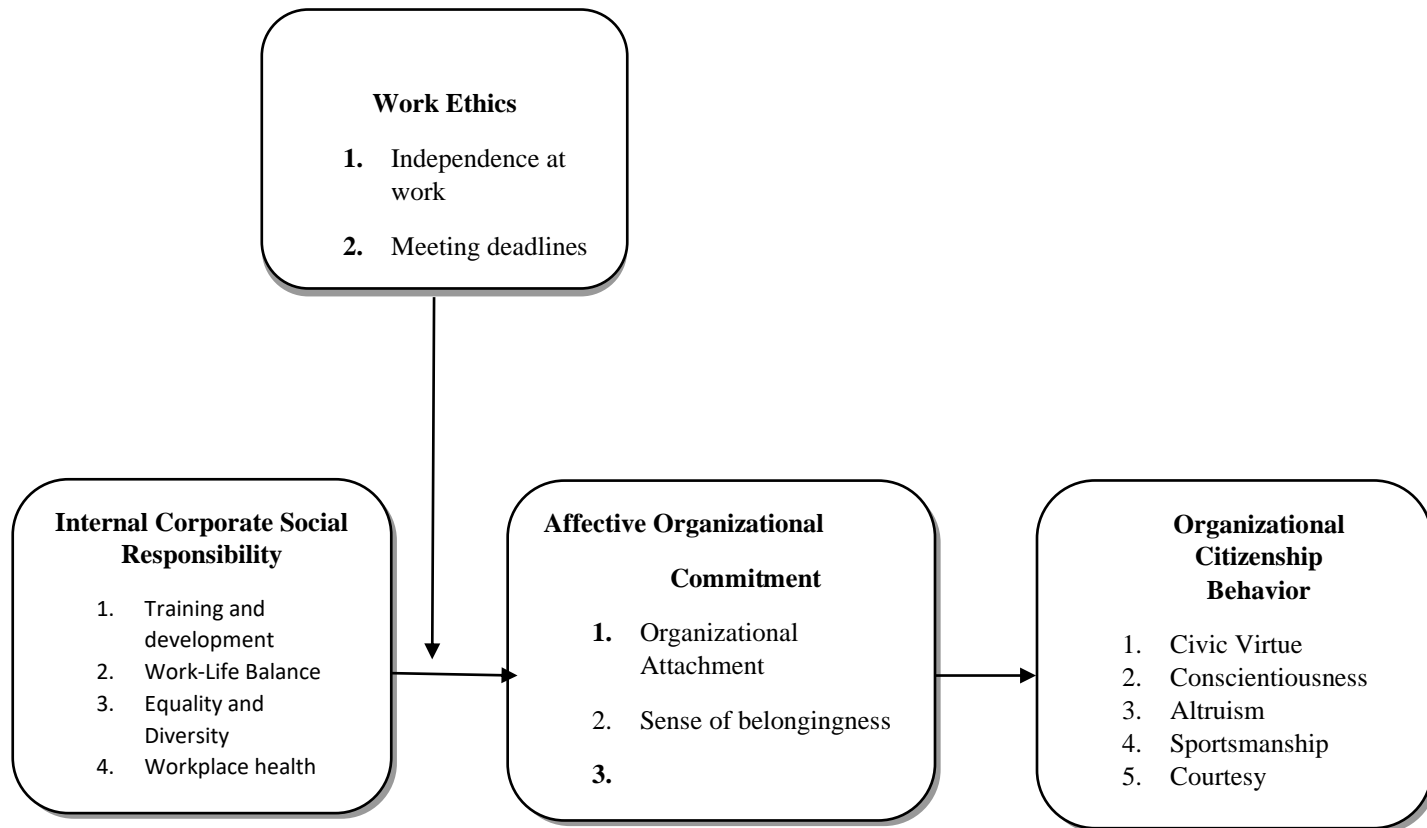 Work Ethics
1. Independence at
work
2. Meeting deadlines
Internal Corporate Social
Responsibility
1. Training and
development
2. Work-Life Balance
3. Equality and
Diversity
4. Workplace health
Affective Organizational
Commitment
1. Organizational
Attachment
2. Sense of belongingness
3.
Organizational
Citizenship
Behavior
1. Civic Virtue
2. Conscientiousness
3. Altruism
4. Sportsmanship
5. Courtesy